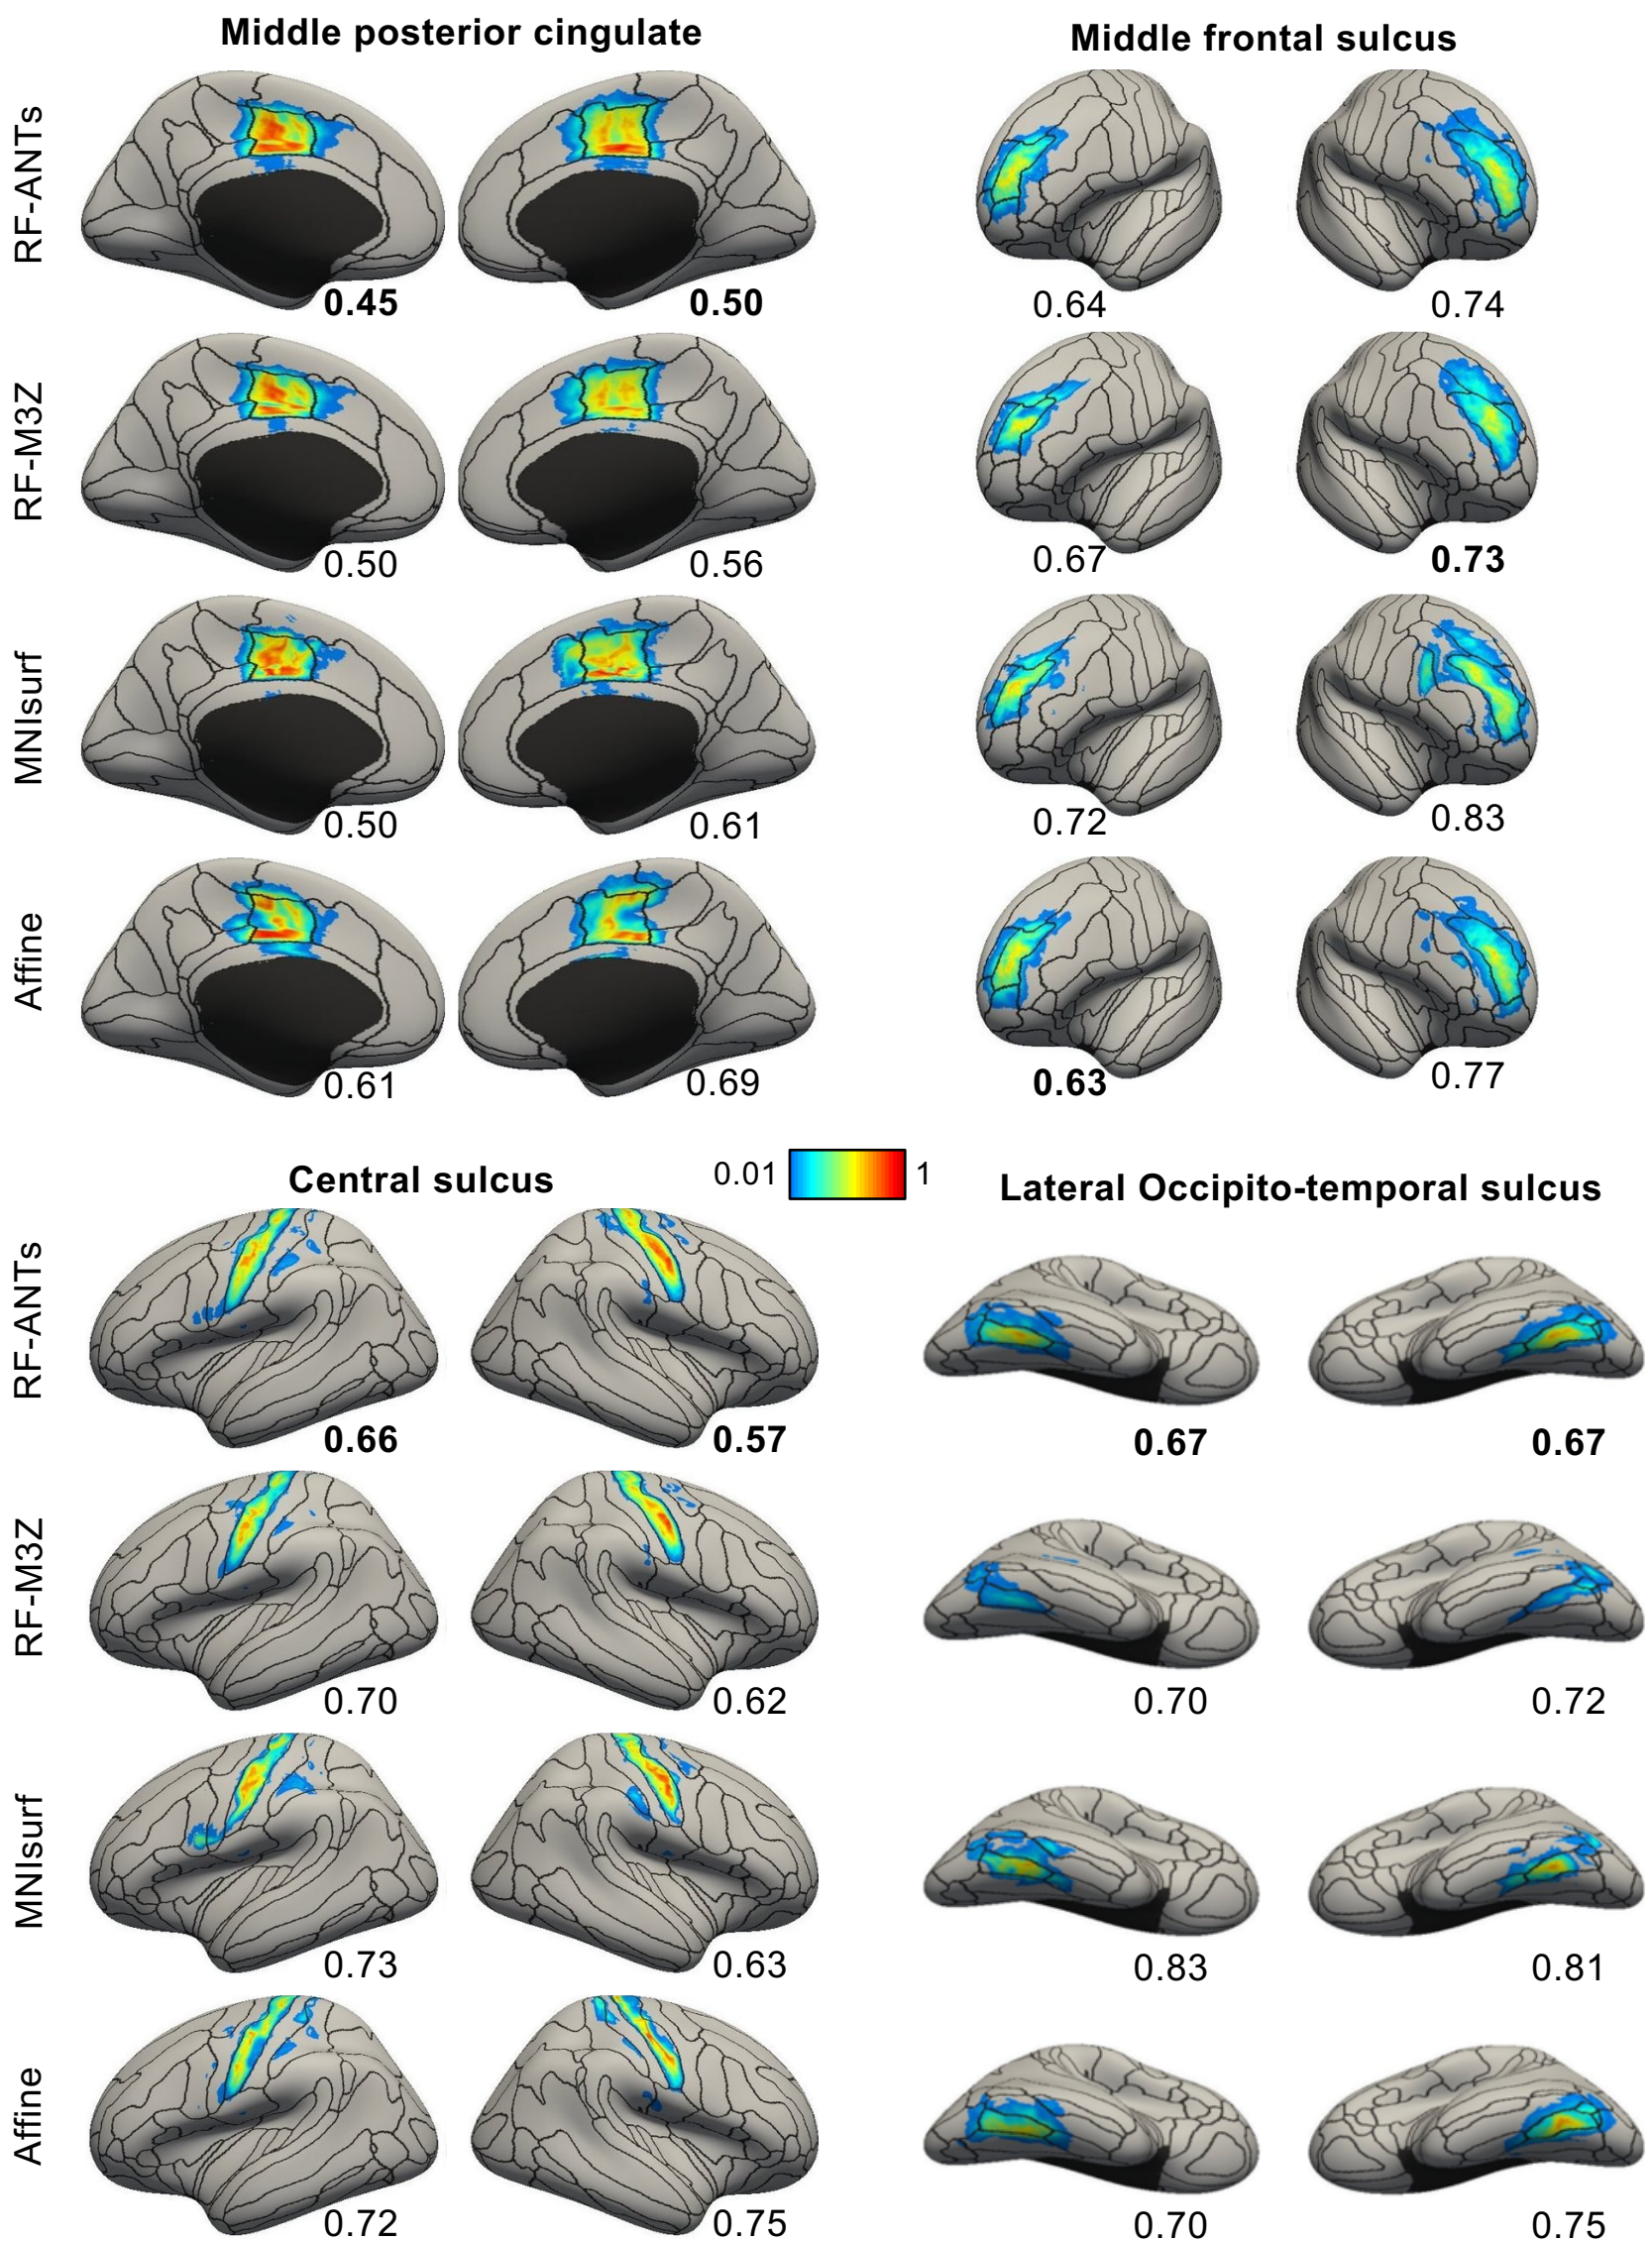 Middle posterior cingulate
Middle frontal sulcus
RF-ANTs
0.45
0.50
0.64
0.74
RF-M3Z
0.50
0.56
0.67
0.73
MNIsurf
0.50
0.61
0.72
0.83
Affine
0.61
0.69
0.63
0.77
Central sulcus
0.01
1
Lateral Occipito-temporal sulcus
RF-ANTs
0.66
0.57
0.67
0.67
RF-M3Z
0.70
0.62
0.70
0.72
MNIsurf
0.73
0.63
0.83
0.81
Affine
0.72
0.75
0.70
0.75